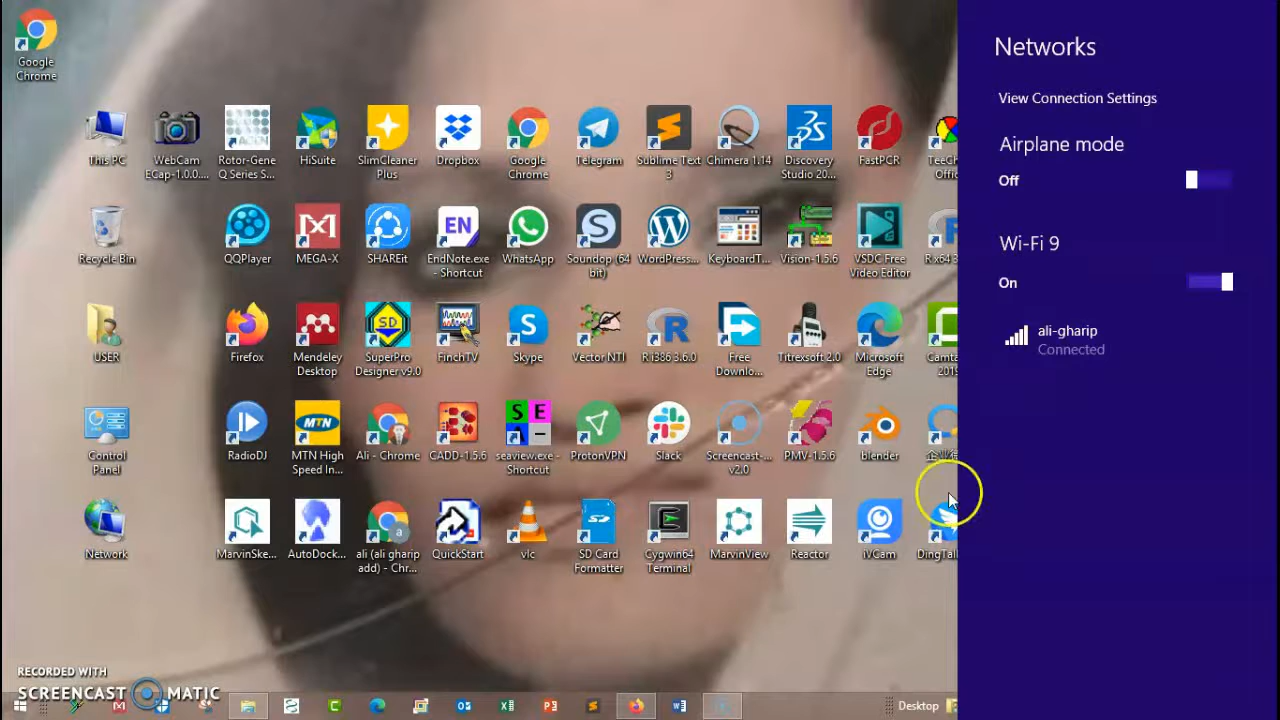 Google
Chrome
This PC
WebCam
ECap-1.0.0....
Rotor-Gene
Q Series S...
HiSuite
SlimCleaner
Plus
Dropbox
Google
Chrome
Telegram
Sublime Text
3
Chimera 1.14
Discovery
Studio 20...
FastPCR
TeeCh
Offic
Recycle Bin
QQPlayer
MEGA-X
SHAREit
EN
EndNote.exe
- Shortcut
WhatsApp
Soundop (64
bit)
WordPress...
KeyboardT...
Vision-1.5.6
VSDC Free
Video Editor
R x64 3
USER
Firefox
Mendeley
Desktop
SD
SuperPro
Designer v9.0
FinchTV
Skype
Vector NTI
R i386 3.6.0
Free
Downlo...
Titrexsoft 2.0
Microsoft
Edge
Camta
2019
Control
Panel
RadioDJ
MTN
MTN High
Speed In...
Ali - Chrome
CADD-1.5.6
S E
A -
seaview.exe -
Shortcut
ProtonVPN
Slack
Screencast-...
v2.0
PMV-1.5.6
blender
Network
MarvinSke...
AutoDock...
ali (ali gharip
add) - Chr...
QuickStart
vlc
SD Card
Formatter
Cygwin64
Terminal
MarvinView
Reactor
iVCam
DingTal
Networks
View Connection Settings
Airplane mode
Off
Wi-Fi 9
On
ali-gharip
Connected
RECORDED WITH
SCREENCAST MATIC
Desktop